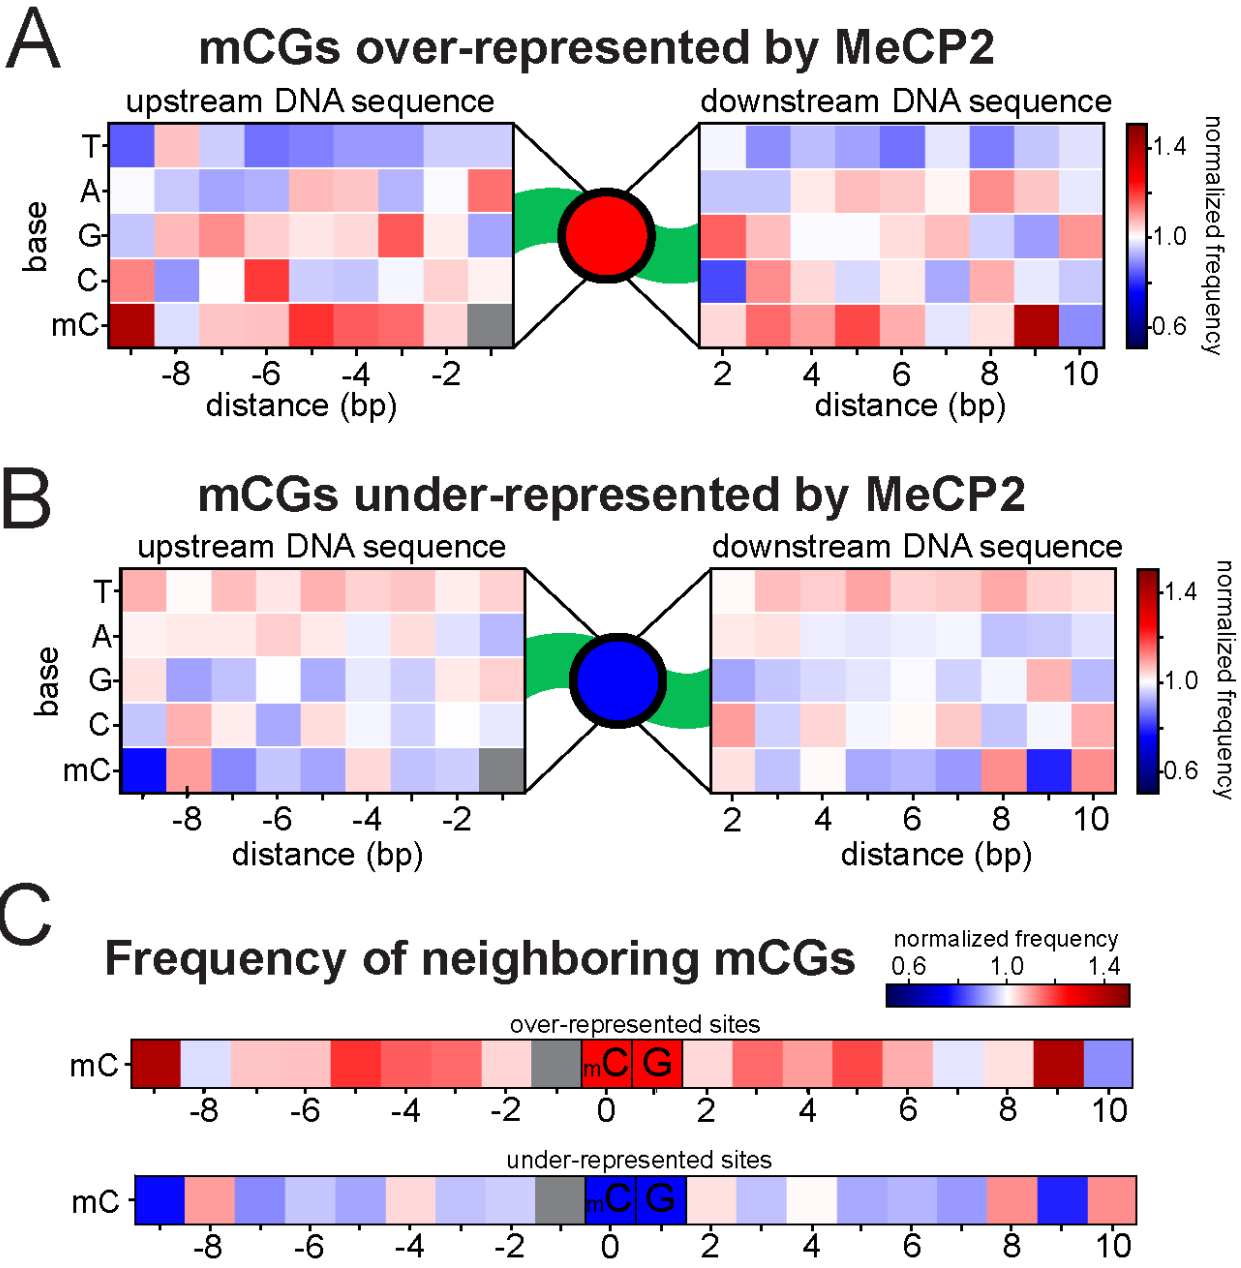 A
mCGs over-represented by MeCP2
upstream DNA sequence
downstream DNA sequence
base
T
A
G
C
mC
-8 -6 -4 -2
distance (bp)
2 4 6 8 10
distance (bp)
1.4
1.0
0.6
normalized frequency
B
mCGs under-represented by MeCP2
upstream DNA sequence
downstream DNA sequence
base
T
A
G
C
mC
-8 -6 -4 -2
distance (bp)
2 4 6 8 10
distance (bp)
1.4
1.0
0.6
normalized frequency
C
Frequency of neighboring mCGs
normalized frequency
0.6 1.0 1.4
over-represented sites
mC
mC G
-8 -6 -4 -2 0 2 4 6 8 10
under-represented sites
mC
mC G
-8 -6 -4 -2 0 2 4 6 8 10